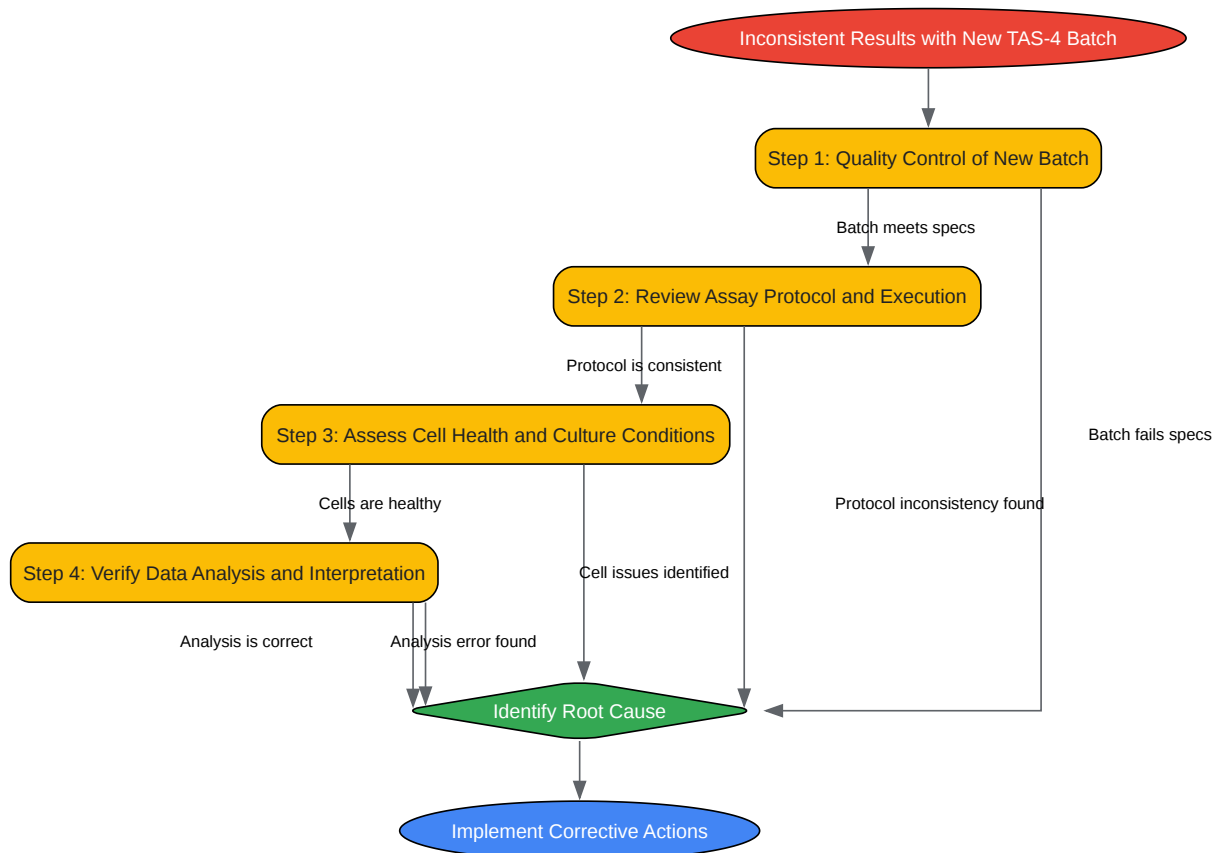 Inconsistent Results with New TAS-4 Batch
Step 1: Quality Control of New Batch
Batch meets specs
Step 2: Review Assay Protocol and Execution
Protocol is consistent
Step 3: Assess Cell Health and Culture Conditions
Batch fails specs
Cells are healthy
Protocol inconsistency found
Step 4: Verify Data Analysis and Interpretation
Cell issues identified
Analysis is correct
Analysis error found
Identify Root Cause
Implement Corrective Actions